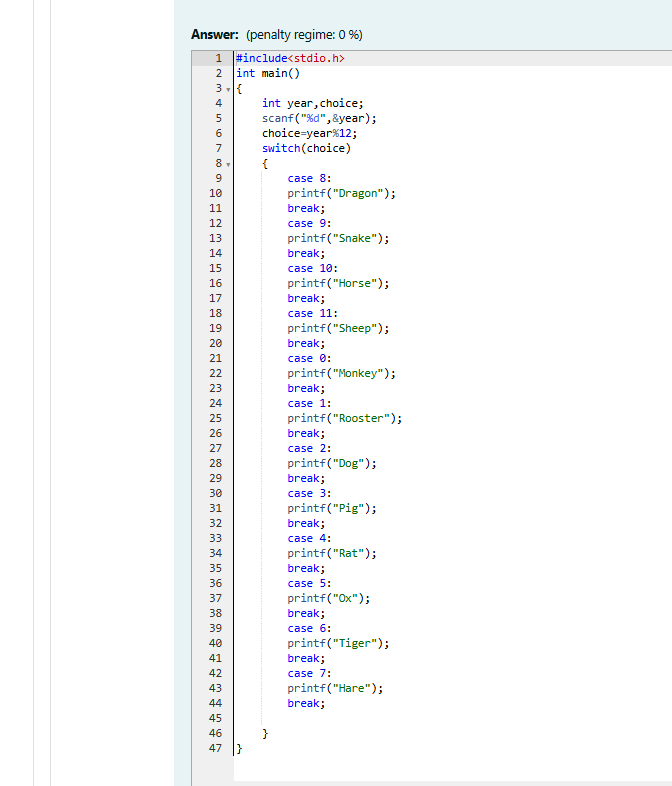 Answer: (penalty regime: 0 %)
1 #include<stdio.h>
2 int main()
3 {
4 int year,choice;
5 scanf("%d",&year);
6 choice=year%12;
7 switch(choice)
8 {
9 case 8:
10 printf("Dragon");
11 break;
12 case 9:
13 printf("Snake");
14 break;
15 case 10:
16 printf("Horse");
17 break;
18 case 11:
19 printf("Sheep");
20 break;
21 case 0:
22 printf("Monkey");
23 break;
24 case 1:
25 printf("Rooster");
26 break;
27 case 2:
28 printf("Dog");
29 break;
30 case 3:
31 printf("Pig");
32 break;
33 case 4:
34 printf("Rat");
35 break;
36 case 5:
37 printf("Ox");
38 break;
39 case 6:
40 printf("Tiger");
41 break;
42 case 7:
43 printf("Hare");
44 break;
45
46 }
47 }